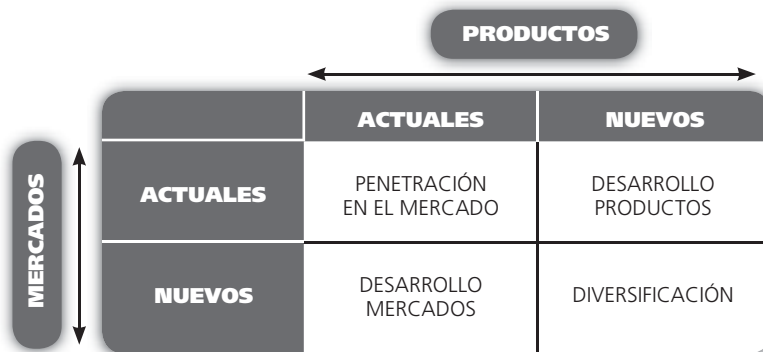 PRODUCTOS
ACTUALES
NUEVOS
MERCADOS
ACTUALES
PENETRACIÓN
EN EL MERCADO
DESARROLLO
PRODUCTOS
NUEVOS
DESARROLLO
MERCADOS
DIVERSIFICACIÓN